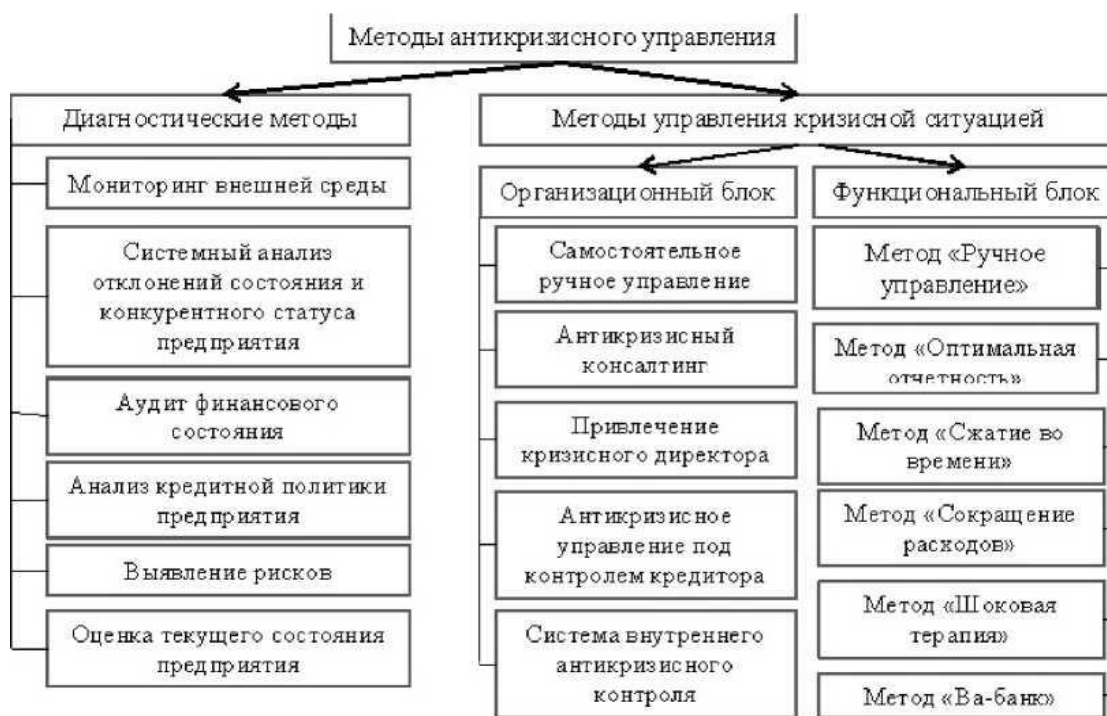 Методы антикризисного управления
Диагностические методы
Мониторинг внешней среды
Системный анализ
отклонений состояния и
конкурентного статуса
предприятия
Аудит финансового
состояния
Анализ кредитной политики
предприятия
Выявление рисков
Оценка текущего состояния
предприятия
Методы управления кризисной ситуацией
Организационный блок
Самостоятельное
ручное управление
Антикризисный
консалтинг
Привлечение
кризисного директора
Антикризисное
управление под
контролем кредитора
Система внутреннего
антикризисного
контроля
Функциональный блок
Метод «Ручное
управление»
Метод «Оптимальная
отчетность»
Метод «Сжатие во
времени»
Метод «Сокращение
расходов»
Метод «Шоковая
терапия»
Метод «Ва-банк»